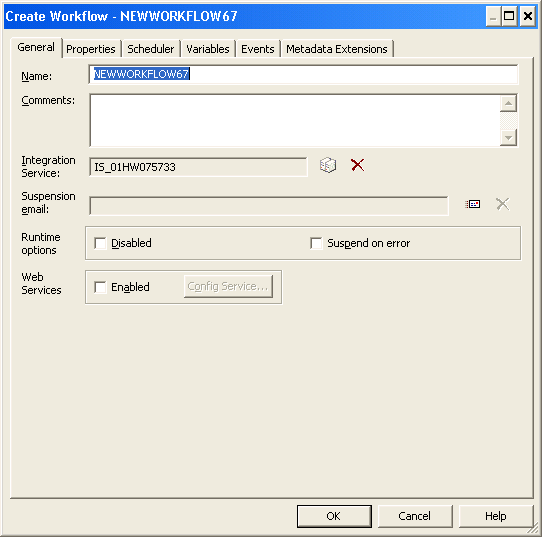 Create Workflow - NEWWORKFLOW67
General Properties Scheduler Variables Events Metadata Extensions
Name: NEWWORKFLOW67
Comments:
Integration
Service: IS_01HW075733
Suspension
email:
Runtime
options Disabled Suspend on error
Web
Services Enabled Config Service...
OK Cancel Help